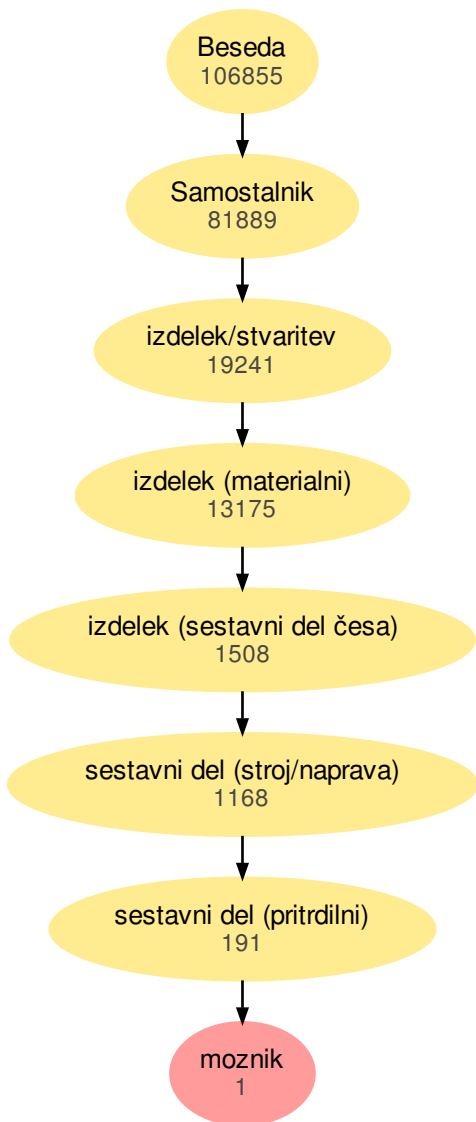 Beseda
106855
Samostalnik
81889
izdelek/stvaritev
19241
izdelek (materialni)
13175
izdelek (sestavni del česa)
1508
sestavni del (stroj/naprava)
1168
sestavni del (pritrdilni)
191
moznik
1